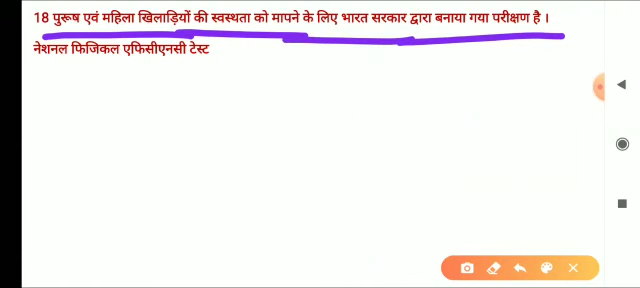 18 पुरूष एवं महिला खिलाड़ियों की स्वस्थता को मापने के लिए भारत सरकार द्वारा बनाया गया परीक्षण है ।
नेशनल फिजिकल एफिसीएनसी टेस्ट